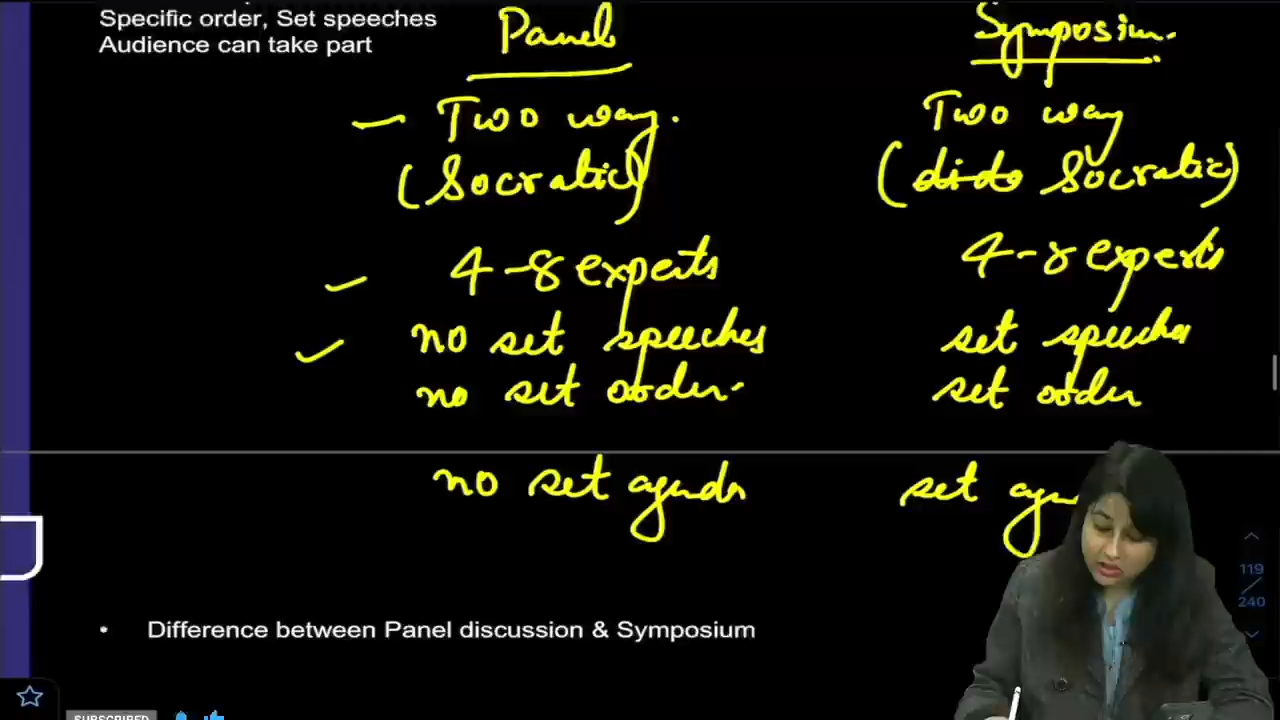 Specific order, Set speeches
Audience can take part
Panel
Symposium.
Two way.
Two way
(Socratic)
(Socratic)
4-8 experts
4-8 experts
no set speeches
set speeches
no set order
set order
no set agenda
set
Difference between Panel discussion & Symposium
119
240
SUBSCRIBED